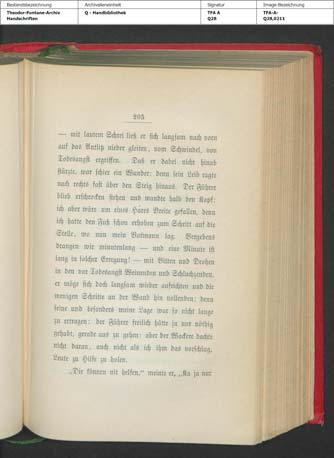 Bestandsbezeichnung
Theodor-Fontane-Archiv
Handschriften
Archivalieneinheit
Q - Handbibliothek
Signatur
TFA A
Q28
Image-Bezeichnung
TFA-A-
Q28,0211
205
— mit lautem Schrei ließ er sich langsam nach vorn
auf das Antlitz nieder gleiten, vom Schwindel, von
Todesangst ergriffen. Daß er dabei nicht hinab
stürzte, war schier ein Wunder; denn sein Leib ragte
nach rechts fast über den Steig hinaus. Der Führer
blieb erschrocken stehen und wandte halb den Kopf;
ich aber wäre um eines Haars Breite gefallen, denn
ich hatte den Fuß schon erhoben zum Schritt auf die
Stelle, wo nun mein Vormann lag. Vergebens
drangen wir minutenlang — und eine Minute ist
lang in solcher Erregung! — mit Bitten und Drohen
in den vor Todesangst Weinenden und Schluchzenden,
er möge sich doch langsam wieder aufrichten und die
wenigen Schritte an der Wand hin vollenden; denn
seine und besonders meine Lage war so nicht lange
zu ertragen: der Führer freilich hätte ja nur nöthig
gehabt, gerade aus zu gehen: aber der Wackere dachte
nicht daran, auch nicht als ich ihm das vorschlug,
Leute zu Hilfe zu holen.
„Die können nit helfen,“ meinte er, „Ka ja nur